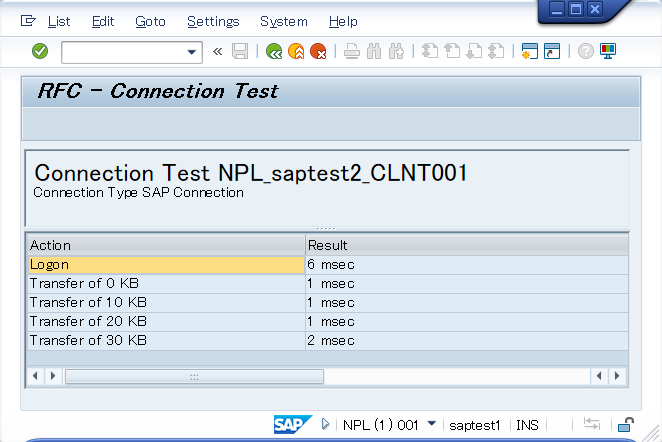 List Edit Goto Settings System Help
RFC - Connection Test
Connection Test NPL_saptest2_CLNT001
Connection Type SAP Connection
Action Result
Logon 6 msec
Transfer of 0 KB 1 msec
Transfer of 10 KB 1 msec
Transfer of 20 KB 1 msec
Transfer of 30 KB 2 msec
SAP NPL (1) 001 saptest1 INS